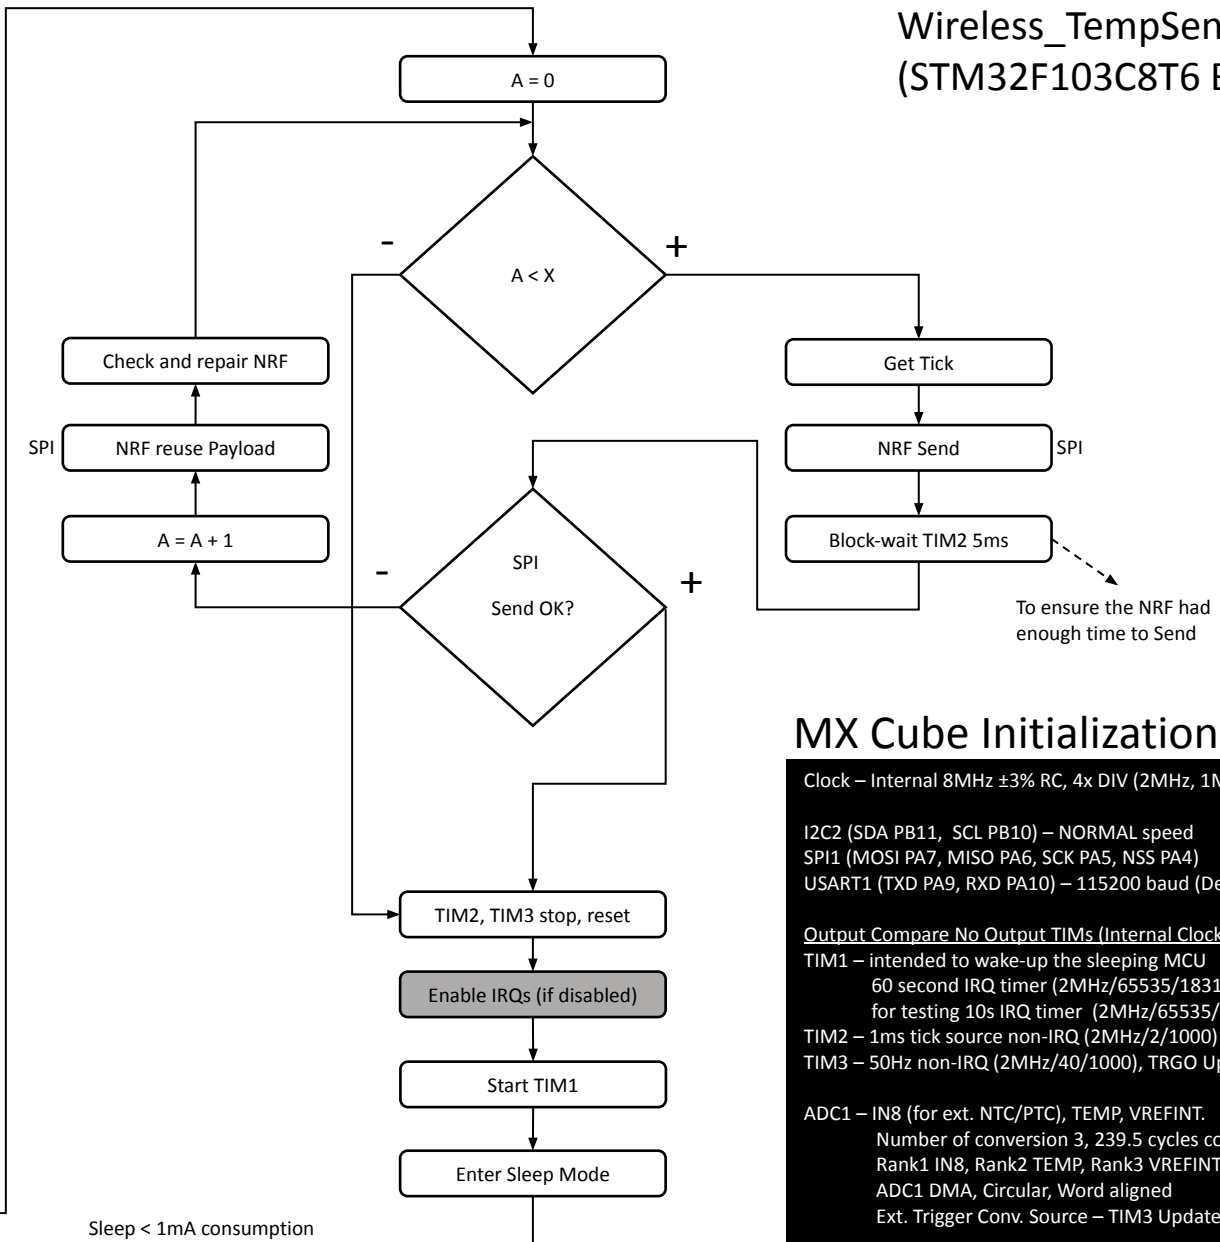 Wireless_TempSen
(STM32F103C8T6
A = 0
-
+
A < X
Check and repair NRF
Get Tick
SPI
NRF reuse Payload
NRF Send
SPI
A = A + 1
Block-wait TIM2 5ms
-
SPI
+
Send OK?
To ensure the NRF had
enough time to Send
MX Cube Initialization
Clock – Internal 8MHz ±3% RC, 4x DIV (2MHz, 1M
I2C2 (SDA PB11, SCL PB10) – NORMAL speed
SPI1 (MOSI PA7, MISO PA6, SCK PA5, NSS PA4)
USART1 (TXD PA9, RXD PA10) – 115200 baud (De
TIM2, TIM3 stop, reset
Output Compare No Output TIMs (Internal Clock
TIM1 – intended to wake-up the sleeping MCU
60 second IRQ timer (2MHz/65535/1831
for testing 10s IRQ timer (2MHz/65535/
TIM2 – 1ms tick source non-IRQ (2MHz/2/1000)
TIM3 – 50Hz non-IRQ (2MHz/40/1000), TRGO Up
Enable IRQs (if disabled)
Start TIM1
ADC1 – IN8 (for ext. NTC/PTC), TEMP, VREFINT.
Number of conversion 3, 239.5 cycles co
Rank1 IN8, Rank2 TEMP, Rank3 VREFINT
ADC1 DMA, Circular, Word aligned
Ext. Trigger Conv. Source – TIM3 Update
Enter Sleep Mode
Sleep < 1mA consumption